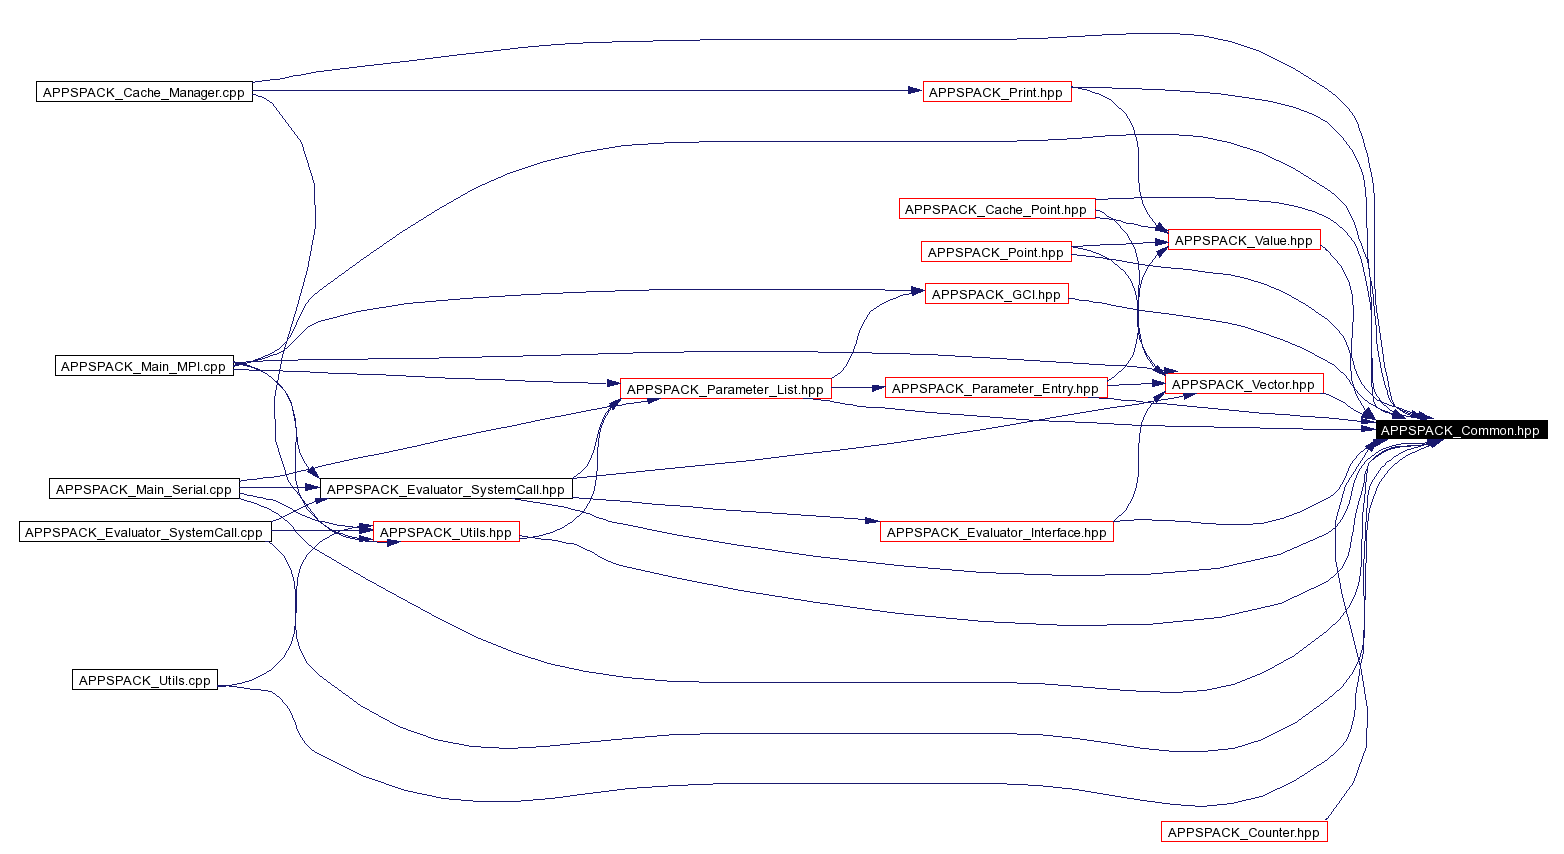 APPSPACK_Cache_Manager.cpp
APPSPACK_Print.hpp
APPSPACK_Cache_Point.hpp
APPSPACK_Value.hpp
APPSPACK_Point.hpp
APPSPACK_GCI.hpp
APPSPACK_Main_MPI.cpp
APPSPACK_Parameter_List.hpp
APPSPACK_Parameter_Entry.hpp
APPSPACK_Vector.hpp
APPSPACK_Common.hpp
APPSPACK_Main_Serial.cpp
APPSPACK_Evaluator_SystemCall.hpp
APPSPACK_Evaluator_SystemCall.cpp
APPSPACK_Utils.hpp
APPSPACK_Evaluator_Interface.hpp
APPSPACK_Utils.cpp
APPSPACK_Counter.hpp